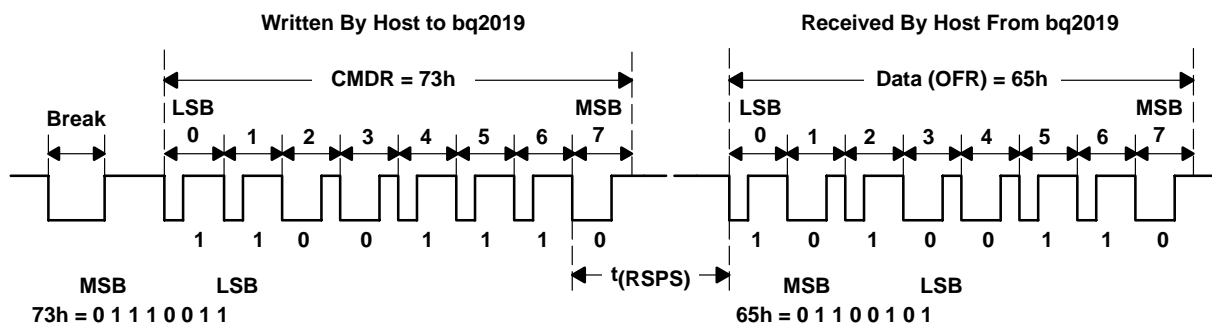 Written By Host to bq2019
Received By Host From bq2019
CMDR = 73h
Data (OFR) = 65h
Break
LSB
MSB
LSB
MSB
0 1 2 3 4 5 6 7
0 1 2 3 4 5 6 7
1 1 0 0 1 1 1 0
1 0 1 0 0 1 1 0
t(RSPS)
MSB
LSB
MSB
LSB
73h = 0 1 1 1 0 0 1 1
65h = 0 1 1 0 0 1 0 1